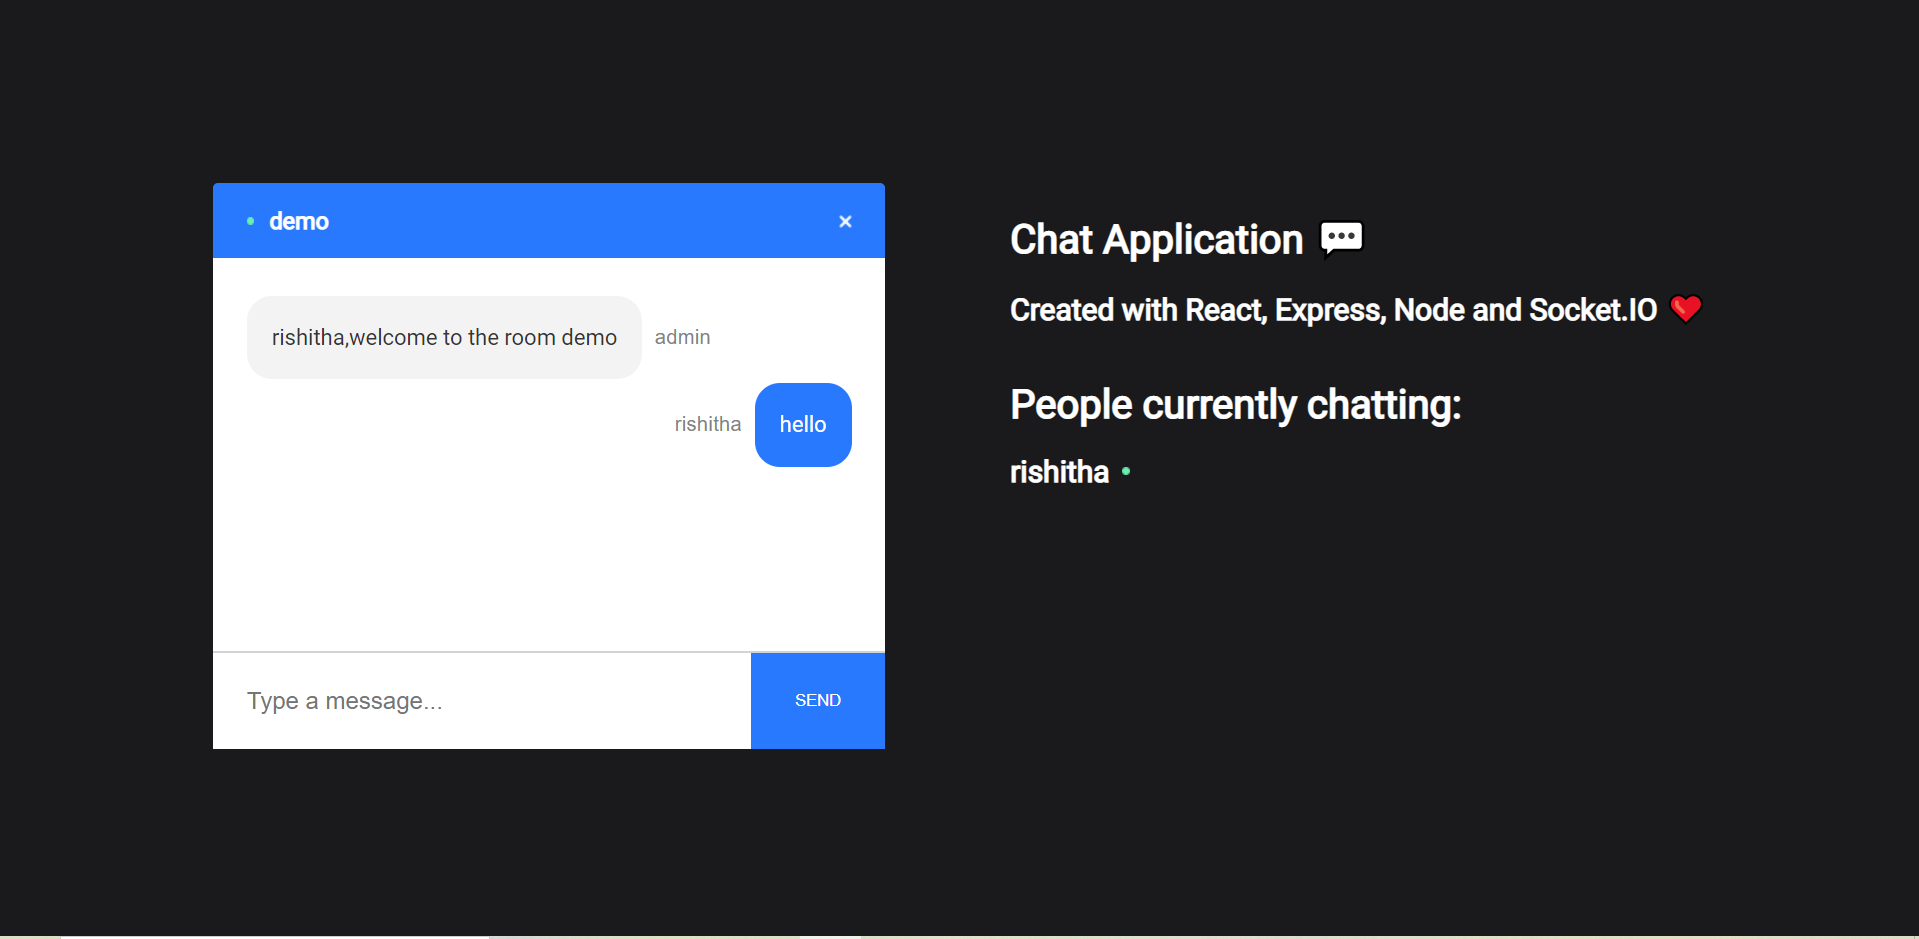 demo
×
rishitha,welcome to the room demo admin
rishitha hello
Type a message...
SEND
Chat Application 💬
Created with React, Express, Node and Socket.IO ❤️
People currently chatting:
rishitha